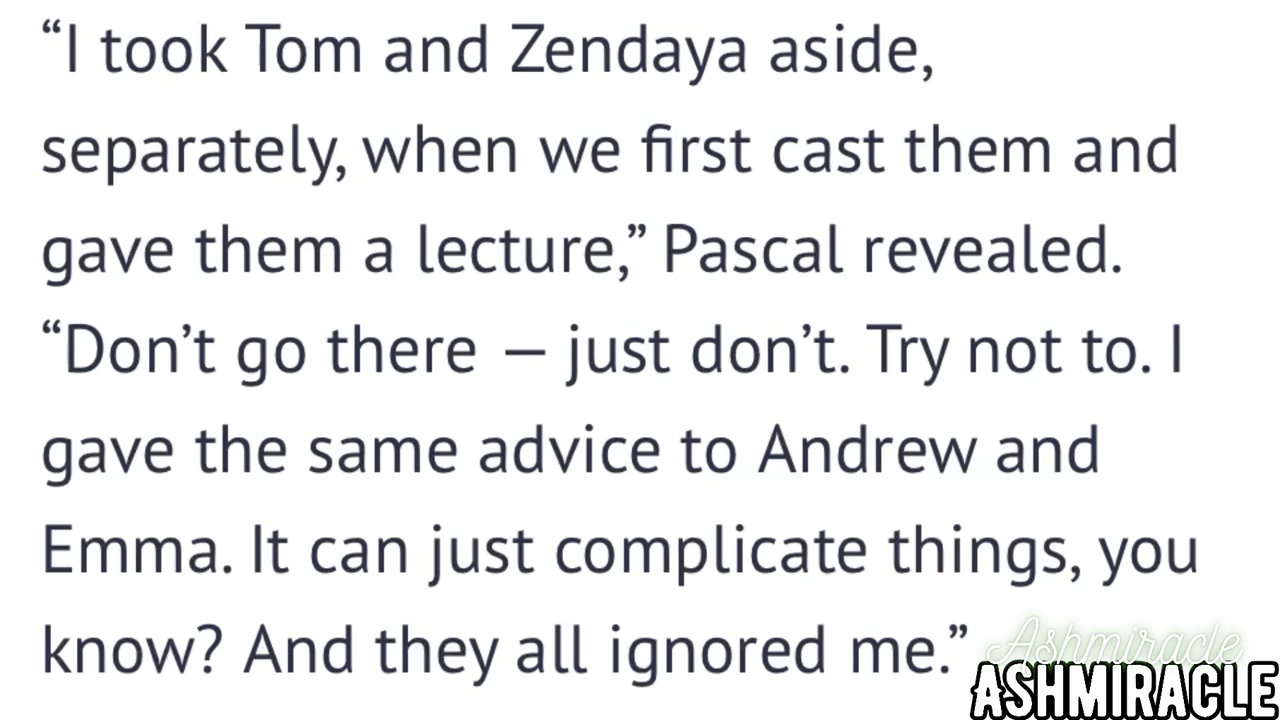 “I took Tom and Zendaya aside,
separately, when we first cast them and
gave them a lecture,” Pascal revealed.
“Don’t go there — just don’t. Try not to. I
gave the same advice to Andrew and
Emma. It can just complicate things, you
know? And they all ignored me.”
Ashmiracle
ASHMIRACLE